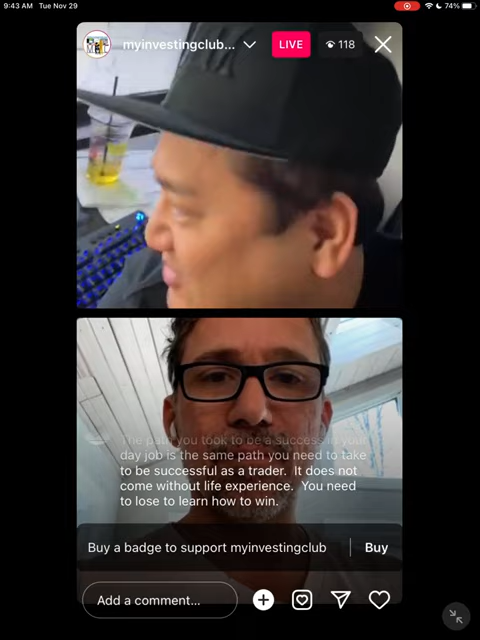 9:43 AM Tue Nov 29
74%
myinvestingclub...
LIVE
118
The path you took to be a success in your
day job is the same path you need to take
to be successful as a trader. It does not
come without life experience. You need
to lose to learn how to win.
Buy a badge to support myinvestingclub
Buy
Add a comment...